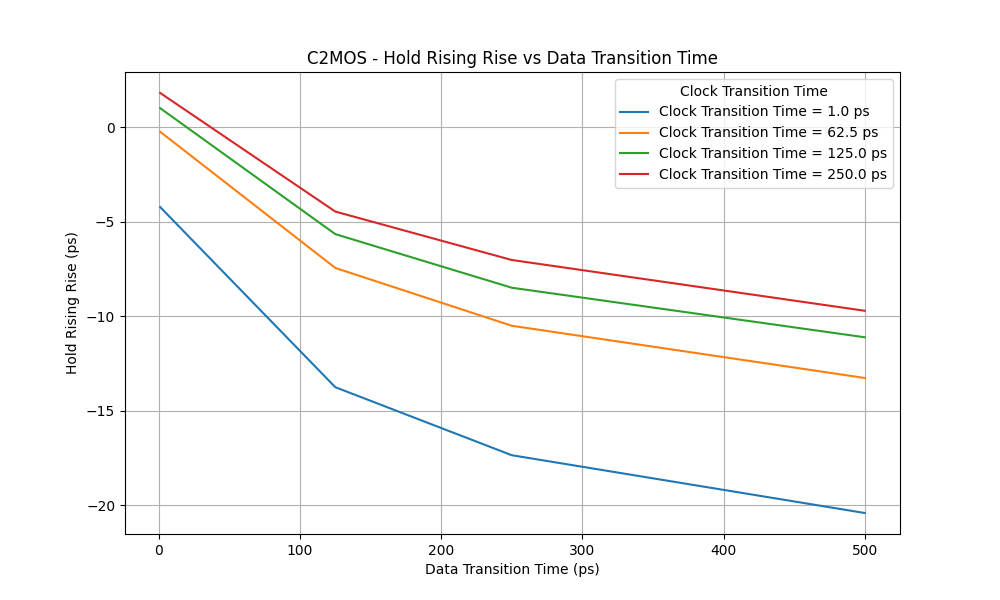 C2MOS - Hold Rising Rise vs Data Transition Time
Clock Transition Time
Clock Transition Time = 1.0 ps
Clock Transition Time = 62.5 ps
Clock Transition Time = 125.0 ps
Clock Transition Time = 250.0 ps
Hold Rising Rise (ps)
0
−5
−10
−15
−20
0 100 200 300 400 500
Data Transition Time (ps)